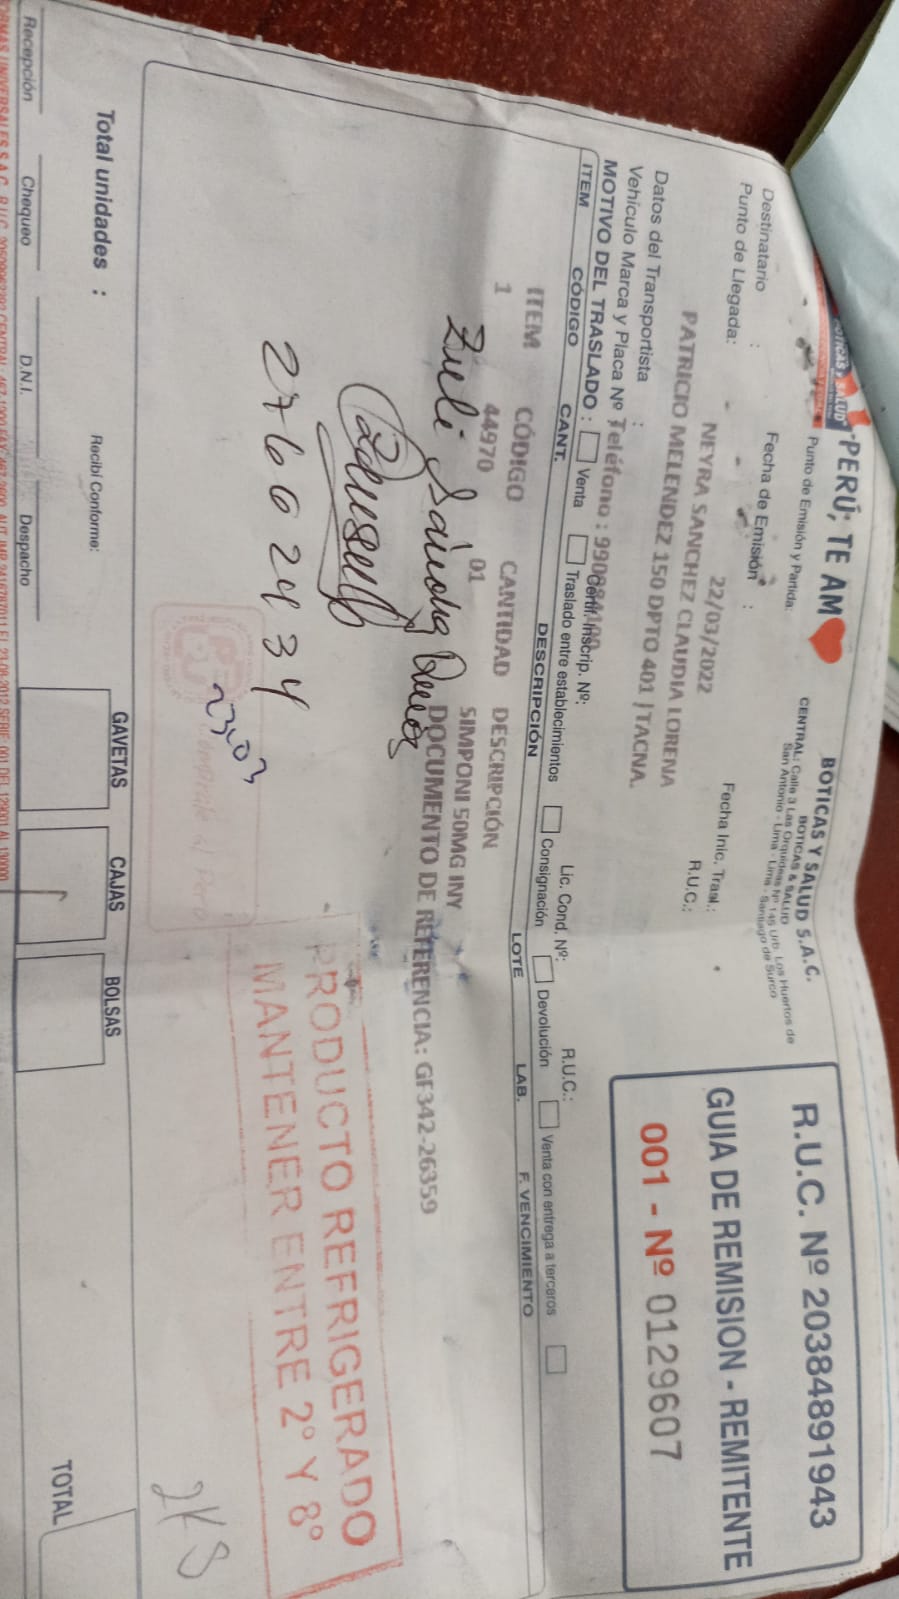 "PERÚ, TE AM
BOTICAS Y SALUD S.A.C.
BOTICAS & SALUD
CENTRAL: Calle 3 Las Orquideas Nº 145 Urb. Los Huertos de
San Antonio - Lima - Lima - Santiago de Surco
Punto de Emisión y Partida:
R.U.C. Nº 20384891943
GUIA DE REMISION - REMITENTE
001 - Nº 0129607
Fecha de Emisión :
22/03/2022
Fecha Inic. Trasl.:
Destinatario :
NEYRA SANCHEZ CLAUDIA LORENA
R.U.C.:
Punto de Llegada:
PATRICIO MELENDEZ 150 DPTO 401 | TACNA.
Datos del Transportista :
R.U.C.:
Vehículo Marca y Placa Nº
Teléfono :
Certif. Inscrip. Nº:
Lic. Cond. Nº:
MOTIVO DEL TRASLADO : Venta Traslado entre establecimientos Consignación Devolución Venta con entrega a terceros
ITEM CÓDIGO CANT. DESCRIPCIÓN LOTE LAB. F. VENCIMIENTO
ITEM CÓDIGO CANTIDAD DESCRIPCIÓN
1 44970 01 SIMPONI 50MG INY
DOCUMENTO DE REFERENCIA: GF342-26359
27602434
23/03
PRODUCTO REFRIGERADO
MANTENER ENTRE 2° Y 8°
Total unidades :
Recibí Conforme:
GAVETAS CAJAS BOLSAS
TOTAL
Recepción Chequeo D.N.I. Despacho